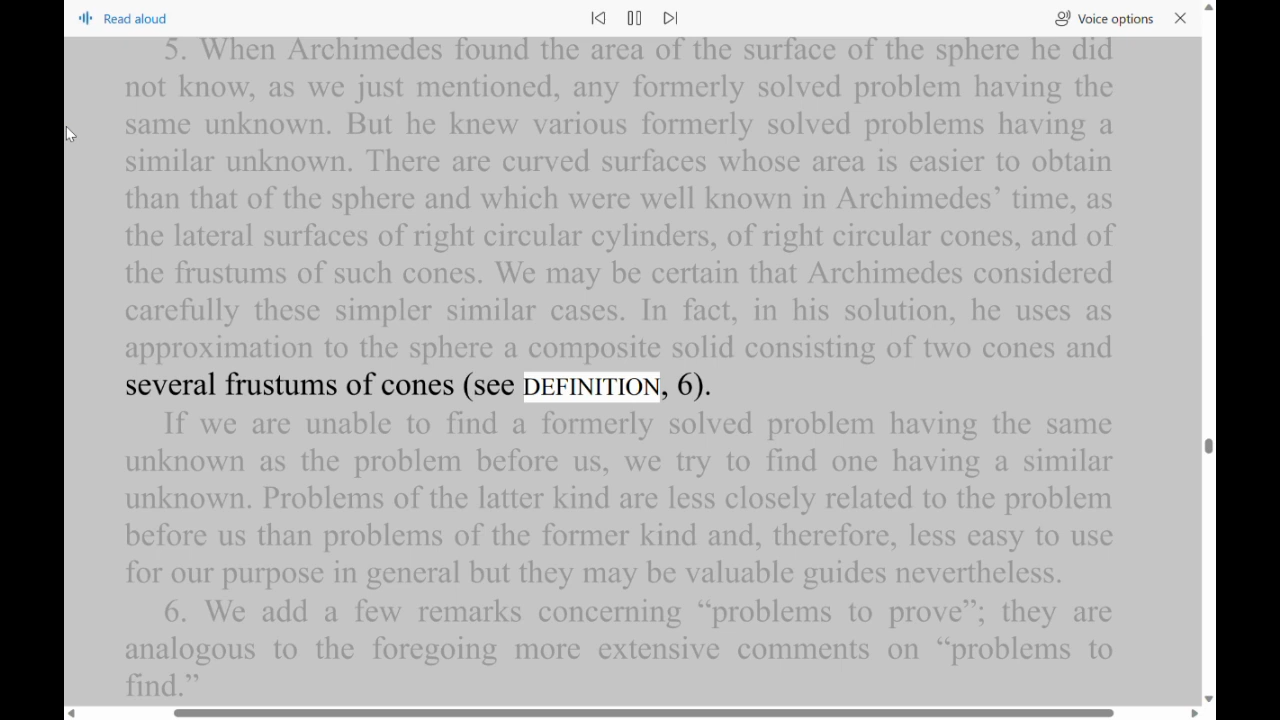 Read aloud
Voice options
5. When Archimedes found the area of the surface of the sphere he did
not know, as we just mentioned, any formerly solved problem having the
same unknown. But he knew various formerly solved problems having a
similar unknown. There are curved surfaces whose area is easier to obtain
than that of the sphere and which were well known in Archimedes’ time, as
the lateral surfaces of right circular cylinders, of right circular cones, and of
the frustums of such cones. We may be certain that Archimedes considered
carefully these simpler similar cases. In fact, in his solution, he uses as
approximation to the sphere a composite solid consisting of two cones and
several frustums of cones (see DEFINITION, 6).
If we are unable to find a formerly solved problem having the same
unknown as the problem before us, we try to find one having a similar
unknown. Problems of the latter kind are less closely related to the problem
before us than problems of the former kind and, therefore, less easy to use
for our purpose in general but they may be valuable guides nevertheless.
6. We add a few remarks concerning “problems to prove”; they are
analogous to the foregoing more extensive comments on “problems to
find.”